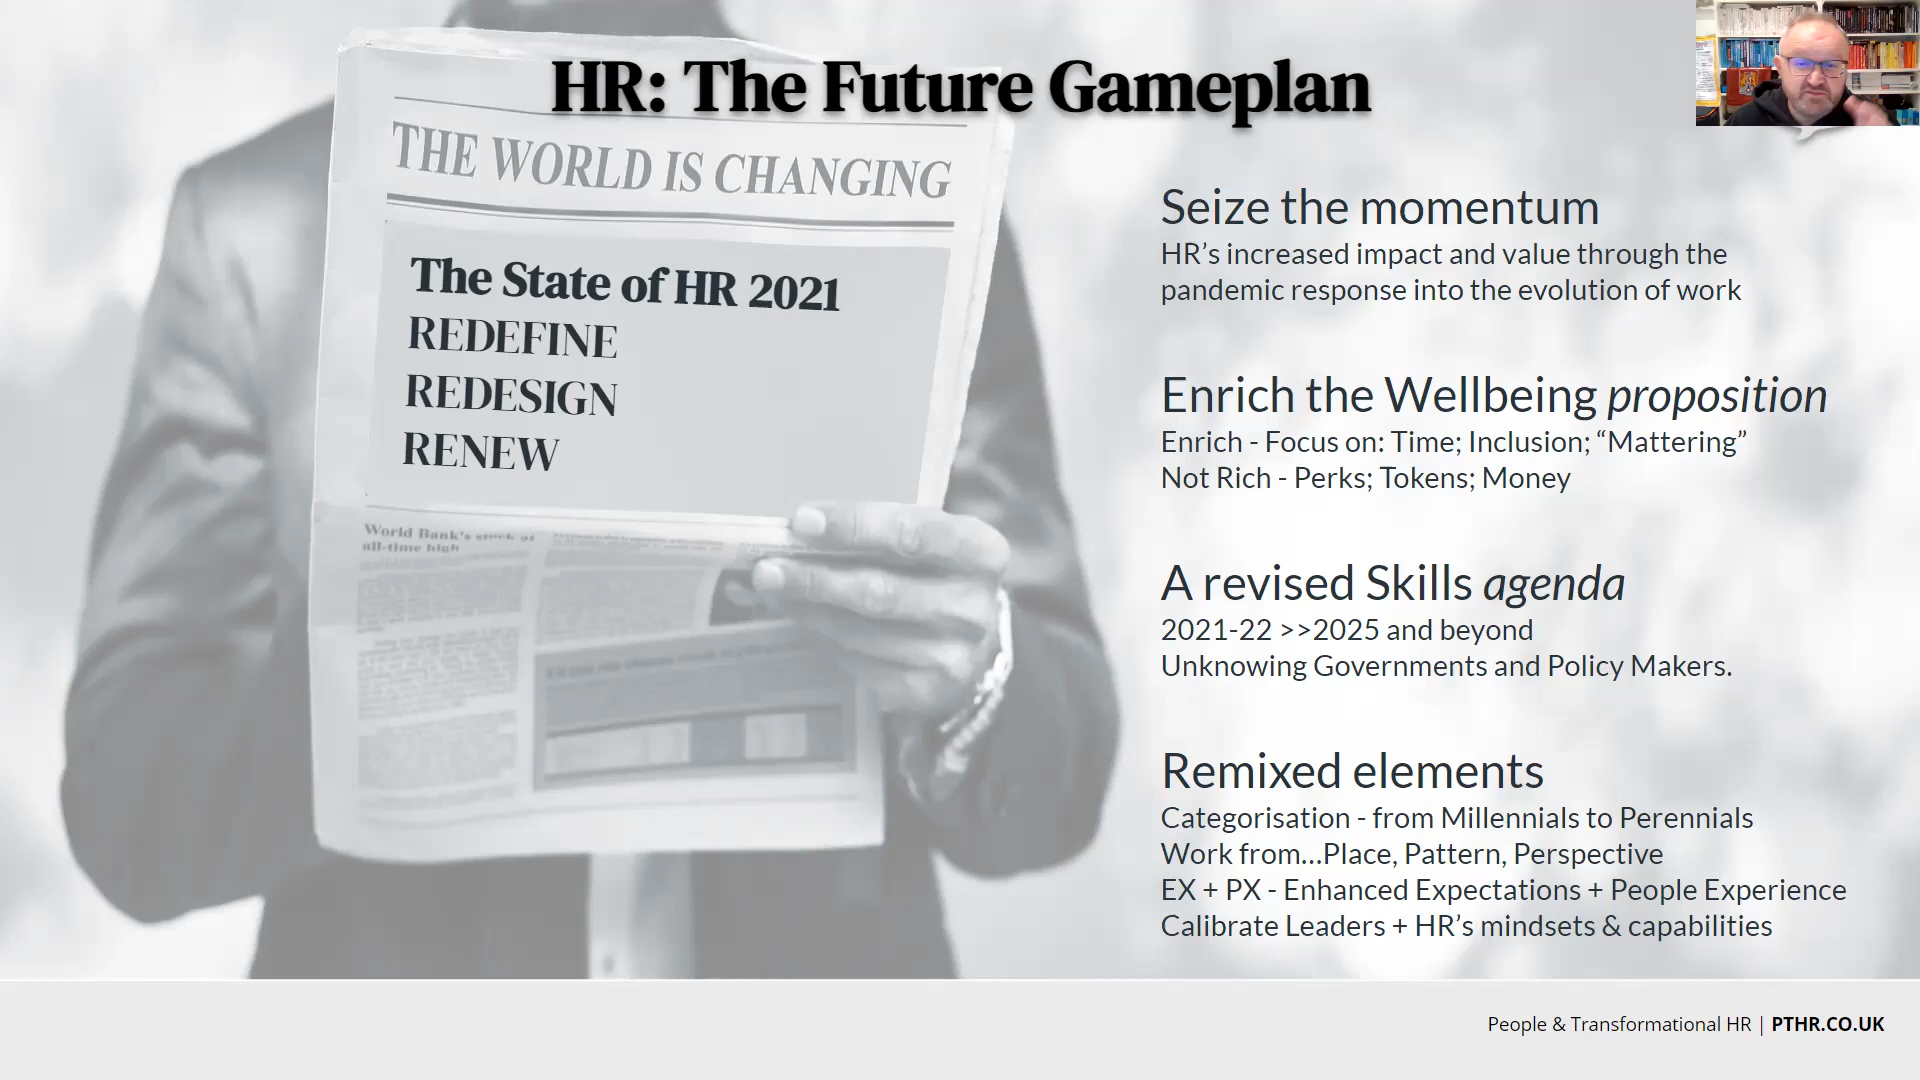 HR: The Future Gameplan
THE WORLD IS CHANGING
The State of HR 2021
REDEFINE
REDESIGN
RENEW
World Bank's stock at
all-time high
Seize the momentum
HR’s increased impact and value through the
pandemic response into the evolution of work
Enrich the Wellbeing proposition
Enrich - Focus on: Time; Inclusion; “Mattering”
Not Rich - Perks; Tokens; Money
A revised Skills agenda
2021-22 >>2025 and beyond
Unknowing Governments and Policy Makers.
Remixed elements
Categorisation - from Millennials to Perennials
Work from...Place, Pattern, Perspective
EX + PX - Enhanced Expectations + People Experience
Calibrate Leaders + HR’s mindsets & capabilities
People & Transformational HR | PTHR.CO.UK